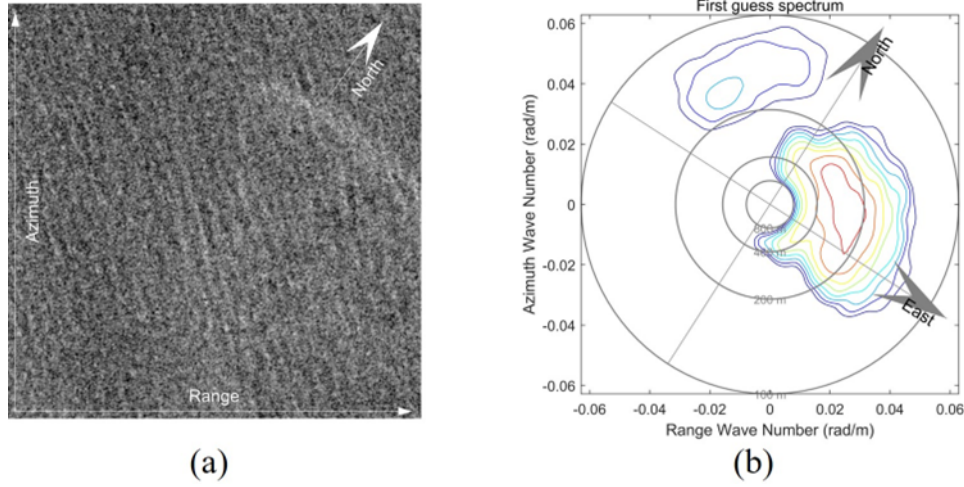 Azimuth
Range
North
(a)
First guess spectrum
Azimuth Wave Number (rad/m)
0.06
0.04
0.02
0
-0.02
-0.04
-0.06
North
East
800 m
400 m
200 m
100 m
-0.06 -0.04 -0.02 0 0.02 0.04 0.06
Range Wave Number (rad/m)
(b)